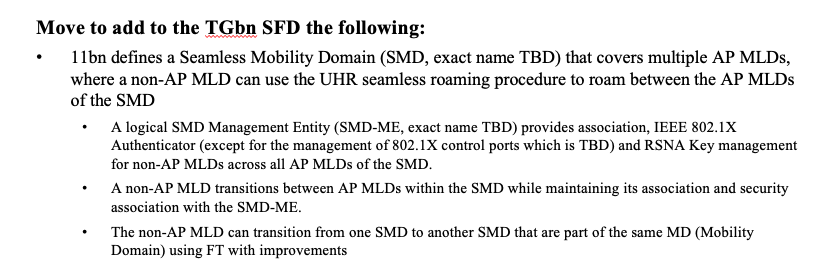 Move to add to the TGbn SFD the following:
• 11bn defines a Seamless Mobility Domain (SMD, exact name TBD) that covers multiple AP MLDs,
where a non-AP MLD can use the UHR seamless roaming procedure to roam between the AP MLDs
of the SMD
• A logical SMD Management Entity (SMD-ME, exact name TBD) provides association, IEEE 802.1X
Authenticator (except for the management of 802.1X control ports which is TBD) and RSNA Key management
for non-AP MLDs across all AP MLDs of the SMD.
• A non-AP MLD transitions between AP MLDs within the SMD while maintaining its association and security
association with the SMD-ME.
• The non-AP MLD can transition from one SMD to another SMD that are part of the same MD (Mobility
Domain) using FT with improvements